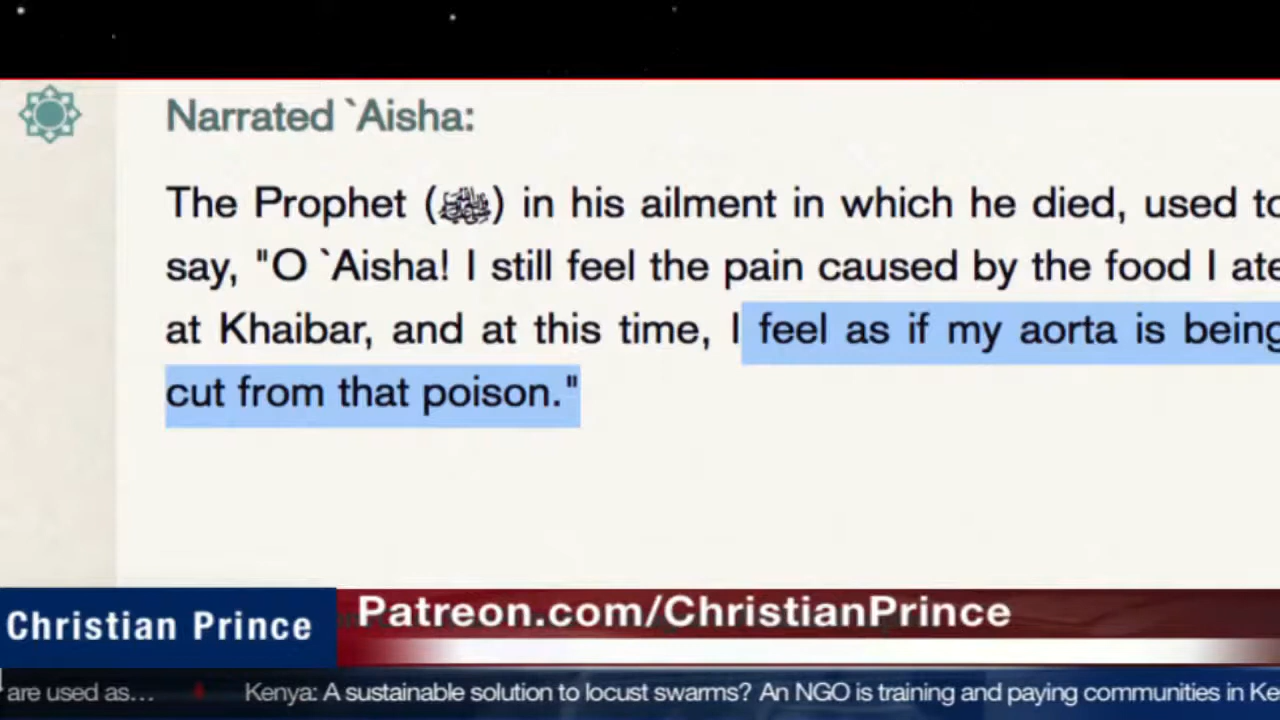 Narrated `Aisha:
The Prophet (ﷺ) in his ailment in which he died, used to
say, "O `Aisha! I still feel the pain caused by the food I ate
at Khaibar, and at this time, I feel as if my aorta is being
cut from that poison."
Christian Prince
Patreon.com/ChristianPrince
are used as... Kenya: A sustainable solution to locust swarms? An NGO is training and paying communities in Ke